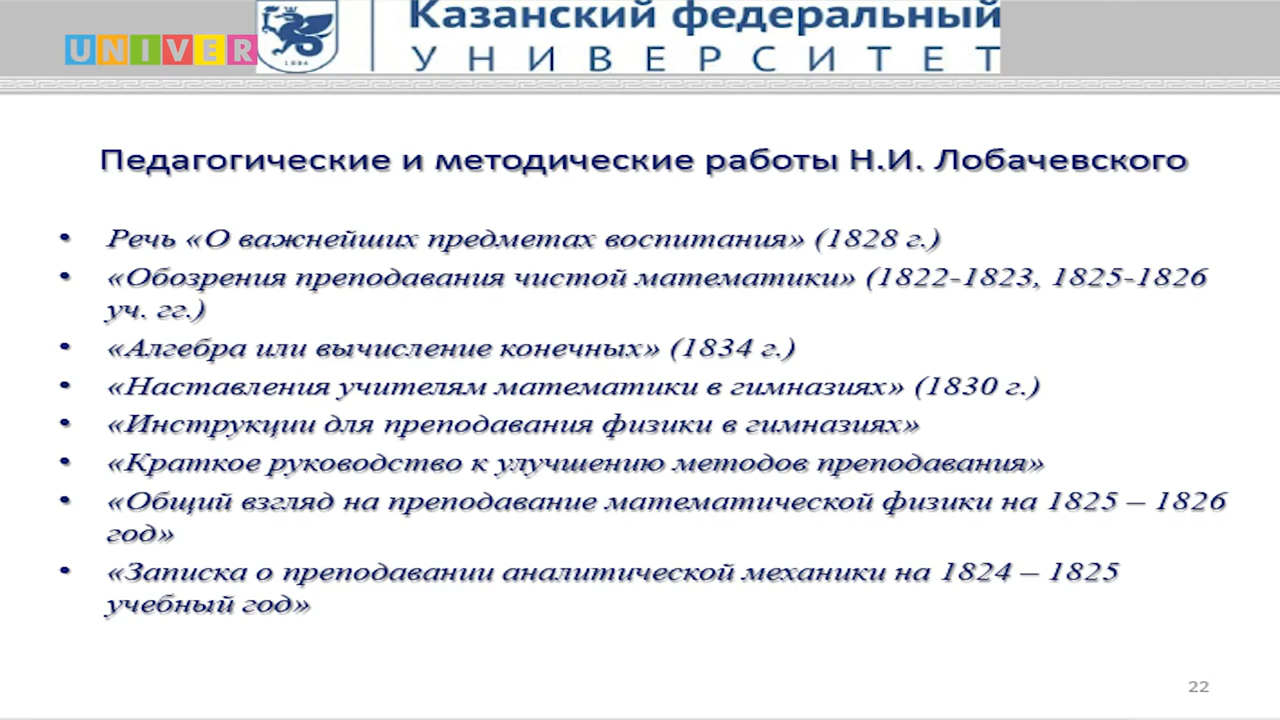 Казанский федеральный
UNIVER
УНИВЕРСИТЕТ
1804
Педагогические и методические работы Н.И. Лобачевского
• Речь «О важнейших предметах воспитания» (1828 г.)
• «Обозрения преподавания чистой математики» (1822-1823, 1825-1826
уч. гг.)
• «Алгебра или вычисление конечных» (1834 г.)
• «Наставления учителям математики в гимназиях» (1830 г.)
• «Инструкции для преподавания физики в гимназиях»
• «Краткое руководство к улучшению методов преподавания»
• «Общий взгляд на преподавание математической физики на 1825 – 1826
год»
• «Записка о преподавании аналитической механики на 1824 – 1825
учебный год»
22